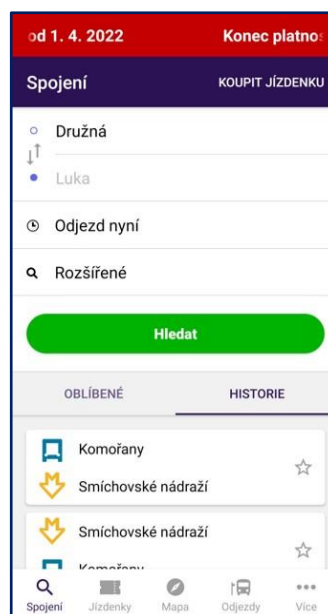 od 1. 4. 2022 Konec platnos
Spojení KOUPIT JÍZDENKU
Družná
Luka
Odjezd nyní
Rozšířené
Hledat
OBLÍBENÉ HISTORIE
Komořany
Smíchovské nádraží
Smíchovské nádraží
Komořany
Spojení Jízdenky Mapa Odjezdy Více